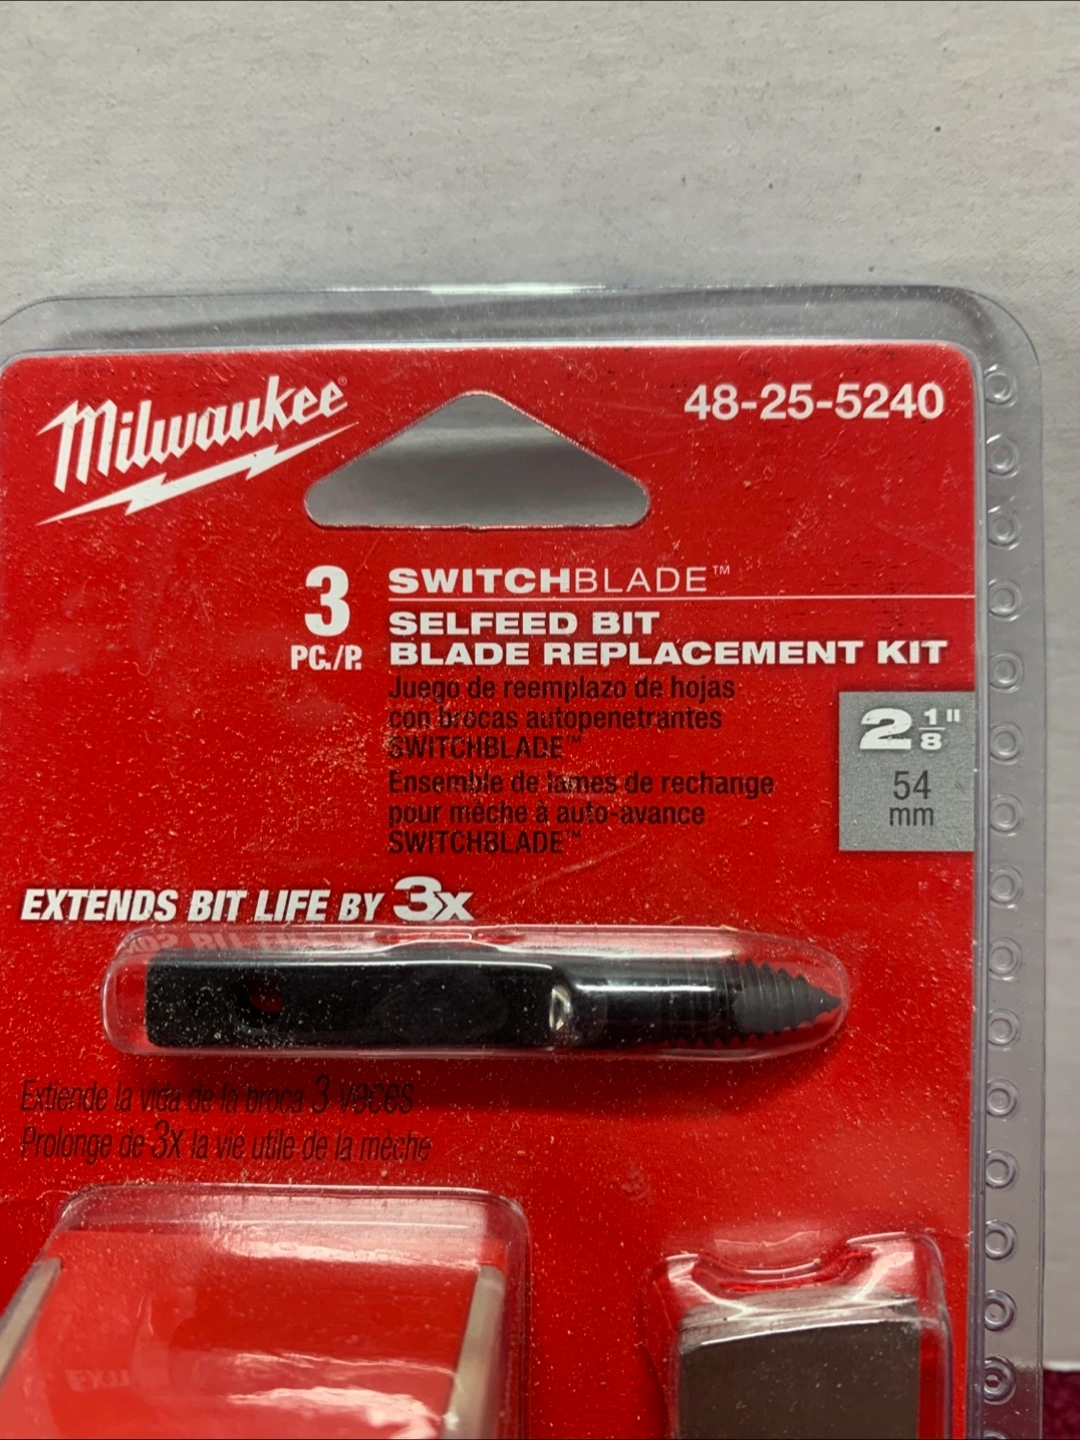 Milwaukee®
48-25-5240
3
PC./P.
SWITCHBLADE™
SELFEED BIT
BLADE REPLACEMENT KIT
Juego de reemplazo de hojas
con brocas autopenetrantes
SWITCHBLADE™
Ensemble de lames de rechange
pour mèche à auto-avance
SWITCHBLADE™
2 1/8"
54
mm
EXTENDS BIT LIFE BY 3x
Extiende la vida de la broca 3 veces
Prolonge de 3x la vie utile de la mèche